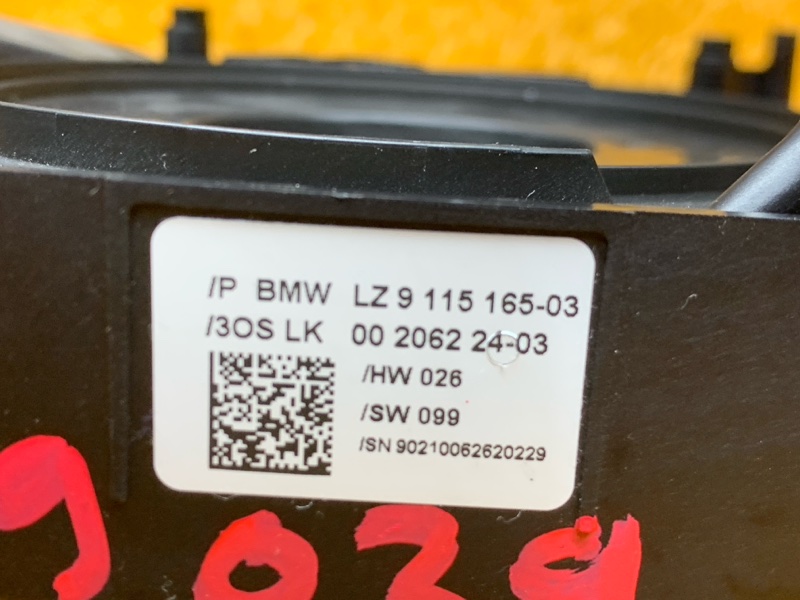 /P BMW LZ 9 115 165-03
/3OS LK 00 2062 24-03
/HW 026
/SW 099
/SN 90210062620229
9029